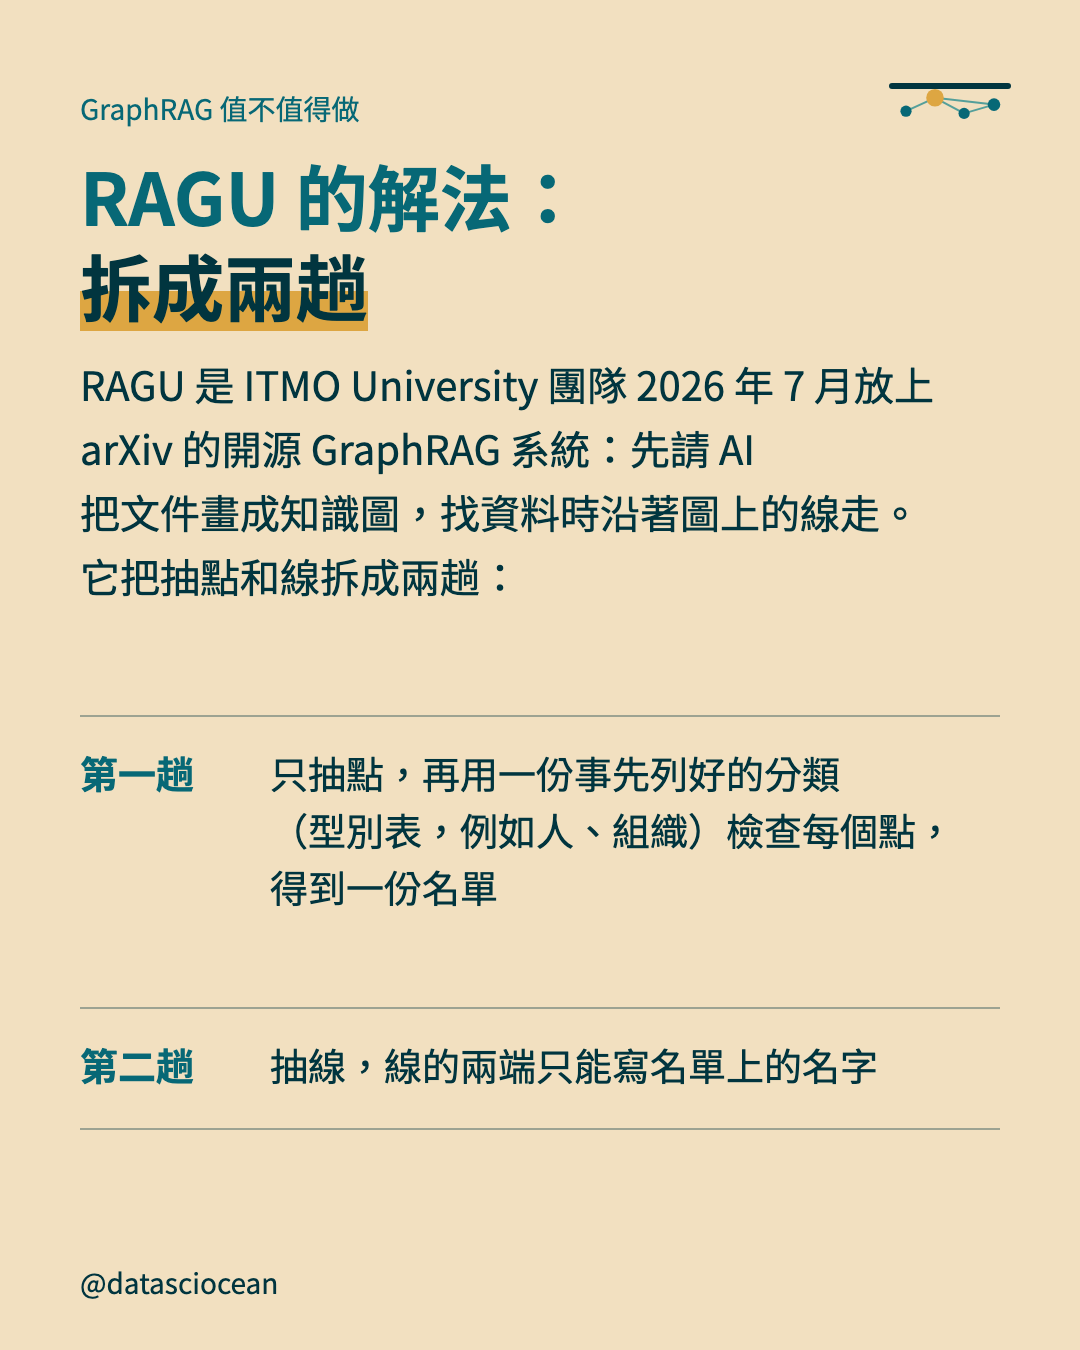 GraphRAG 值不值得做
RAGU 的解法：
拆成兩趟
RAGU 是 ITMO University 團隊 2026 年 7 月放上
arXiv 的開源 GraphRAG 系統：先請 AI
把文件畫成知識圖，找資料時沿著圖上的線走。
它把抽點和線拆成兩趟：
第一趟 只抽點，再用一份事先列好的分類
（型別表，例如人、組織）檢查每個點，
得到一份名單
第二趟 抽線，線的兩端只能寫名單上的名字
@datasciocean